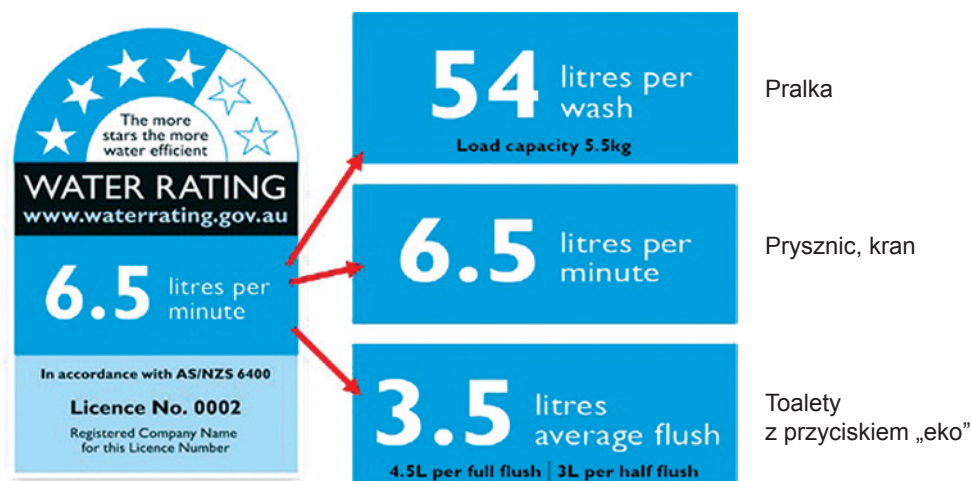 The more
stars the more
water efficient
WATER RATING
www.waterrating.gov.au
6.5 litres per
minute
In accordance with AS/NZS 6400
Licence No. 0002
Registered Company Name
for this Licence Number
54 litres per
wash
Load capacity 5.5kg
Pralka
6.5 litres per
minute
Prysznic, kran
3.5 litres
average flush
4.5L per full flush | 3L per half flush
Toalety
z przyciskiem „eko”